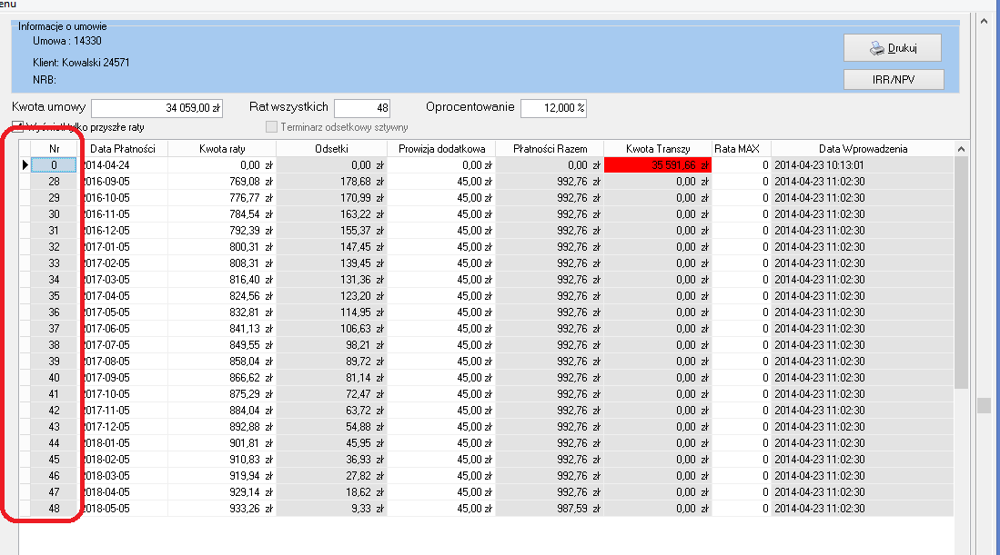 enu
Informacje o umowie
Umowa : 14330
Klient: Kowalski 24571
NRB:
Drukuj
IRR/NPV
Kwota umowy 34 059,00 zł Rat wszystkich 48 Oprocentowanie 12,000 %
tylko przyszłe raty Terminarz odsetkowy sztywny
Nr Data Płatności Kwota raty Odsetki Prowizja dodatkowa Płatności Razem Kwota Transzy Rata MAX Data Wprowadzenia
0 2014-04-24 0,00 zł 0,00 zł 0,00 zł 0,00 zł 35 591,66 zł 0 2014-04-23 10:13:01
28 2016-09-05 769,08 zł 178,68 zł 45,00 zł 992,76 zł 0,00 zł 0 2014-04-23 11:02:30
29 2016-10-05 776,77 zł 170,99 zł 45,00 zł 992,76 zł 0,00 zł 0 2014-04-23 11:02:30
30 2016-11-05 784,54 zł 163,22 zł 45,00 zł 992,76 zł 0,00 zł 0 2014-04-23 11:02:30
31 2016-12-05 792,39 zł 155,37 zł 45,00 zł 992,76 zł 0,00 zł 0 2014-04-23 11:02:30
32 2017-01-05 800,31 zł 147,45 zł 45,00 zł 992,76 zł 0,00 zł 0 2014-04-23 11:02:30
33 2017-02-05 808,31 zł 139,45 zł 45,00 zł 992,76 zł 0,00 zł 0 2014-04-23 11:02:30
34 2017-03-05 816,40 zł 131,36 zł 45,00 zł 992,76 zł 0,00 zł 0 2014-04-23 11:02:30
35 2017-04-05 824,56 zł 123,20 zł 45,00 zł 992,76 zł 0,00 zł 0 2014-04-23 11:02:30
36 2017-05-05 832,81 zł 114,95 zł 45,00 zł 992,76 zł 0,00 zł 0 2014-04-23 11:02:30
37 2017-06-05 841,13 zł 106,63 zł 45,00 zł 992,76 zł 0,00 zł 0 2014-04-23 11:02:30
38 2017-07-05 849,55 zł 98,21 zł 45,00 zł 992,76 zł 0,00 zł 0 2014-04-23 11:02:30
39 2017-08-05 858,04 zł 89,72 zł 45,00 zł 992,76 zł 0,00 zł 0 2014-04-23 11:02:30
40 2017-09-05 866,62 zł 81,14 zł 45,00 zł 992,76 zł 0,00 zł 0 2014-04-23 11:02:30
41 2017-10-05 875,29 zł 72,47 zł 45,00 zł 992,76 zł 0,00 zł 0 2014-04-23 11:02:30
42 2017-11-05 884,04 zł 63,72 zł 45,00 zł 992,76 zł 0,00 zł 0 2014-04-23 11:02:30
43 2017-12-05 892,88 zł 54,88 zł 45,00 zł 992,76 zł 0,00 zł 0 2014-04-23 11:02:30
44 2018-01-05 901,81 zł 45,95 zł 45,00 zł 992,76 zł 0,00 zł 0 2014-04-23 11:02:30
45 2018-02-05 910,83 zł 36,93 zł 45,00 zł 992,76 zł 0,00 zł 0 2014-04-23 11:02:30
46 2018-03-05 919,94 zł 27,82 zł 45,00 zł 992,76 zł 0,00 zł 0 2014-04-23 11:02:30
47 2018-04-05 929,14 zł 18,62 zł 45,00 zł 992,76 zł 0,00 zł 0 2014-04-23 11:02:30
48 2018-05-05 933,26 zł 9,33 zł 45,00 zł 987,59 zł 0,00 zł 0 2014-04-23 11:02:30